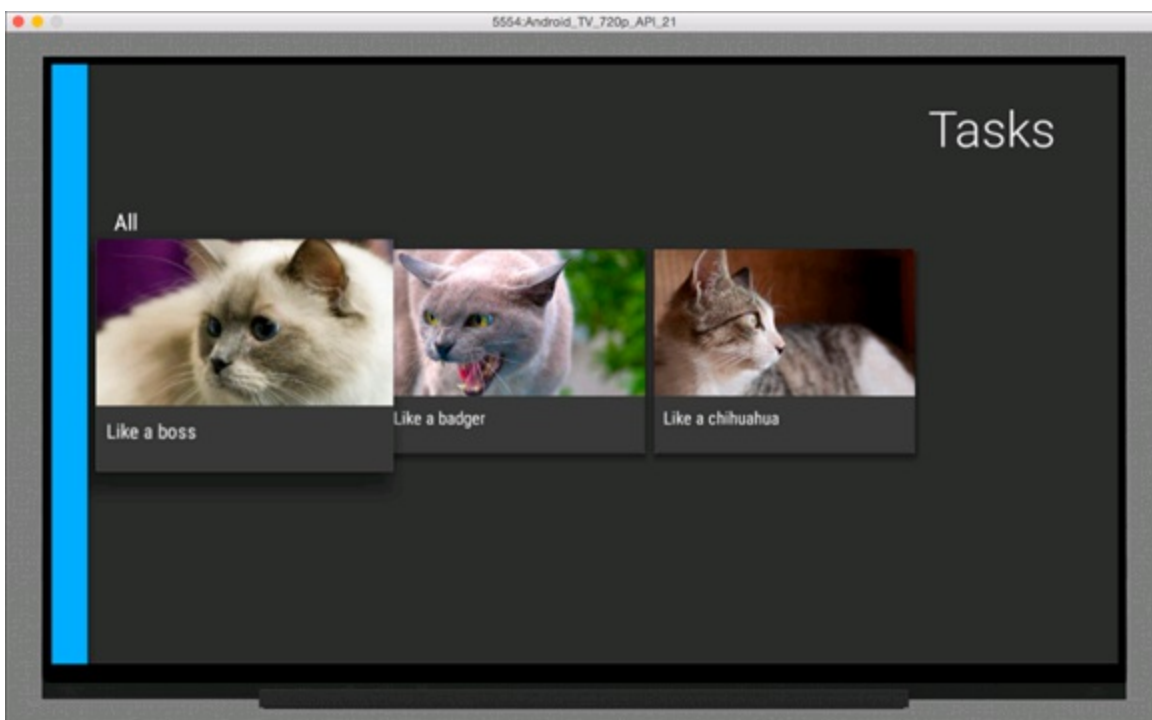 5554:Android_TV_720p_API_21
Tasks
All
Like a boss
Like a badger
Like a chihuahua